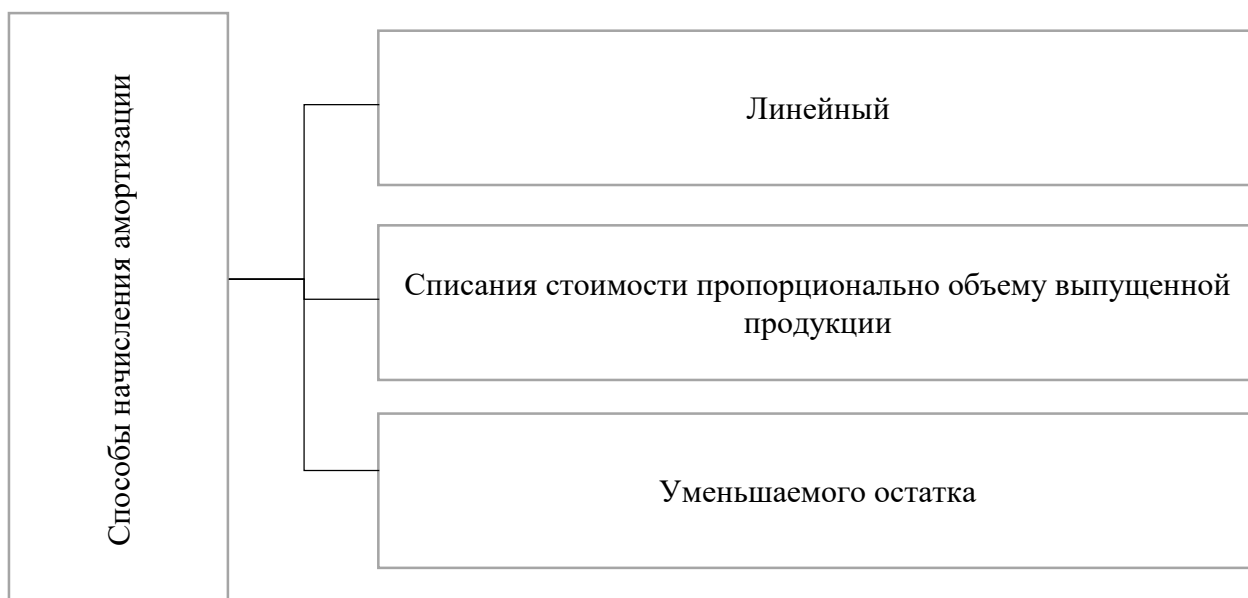 Способы начисления амортизации
Линейный
Списания стоимости пропорционально объему выпущенной
продукции
Уменьшаемого остатка